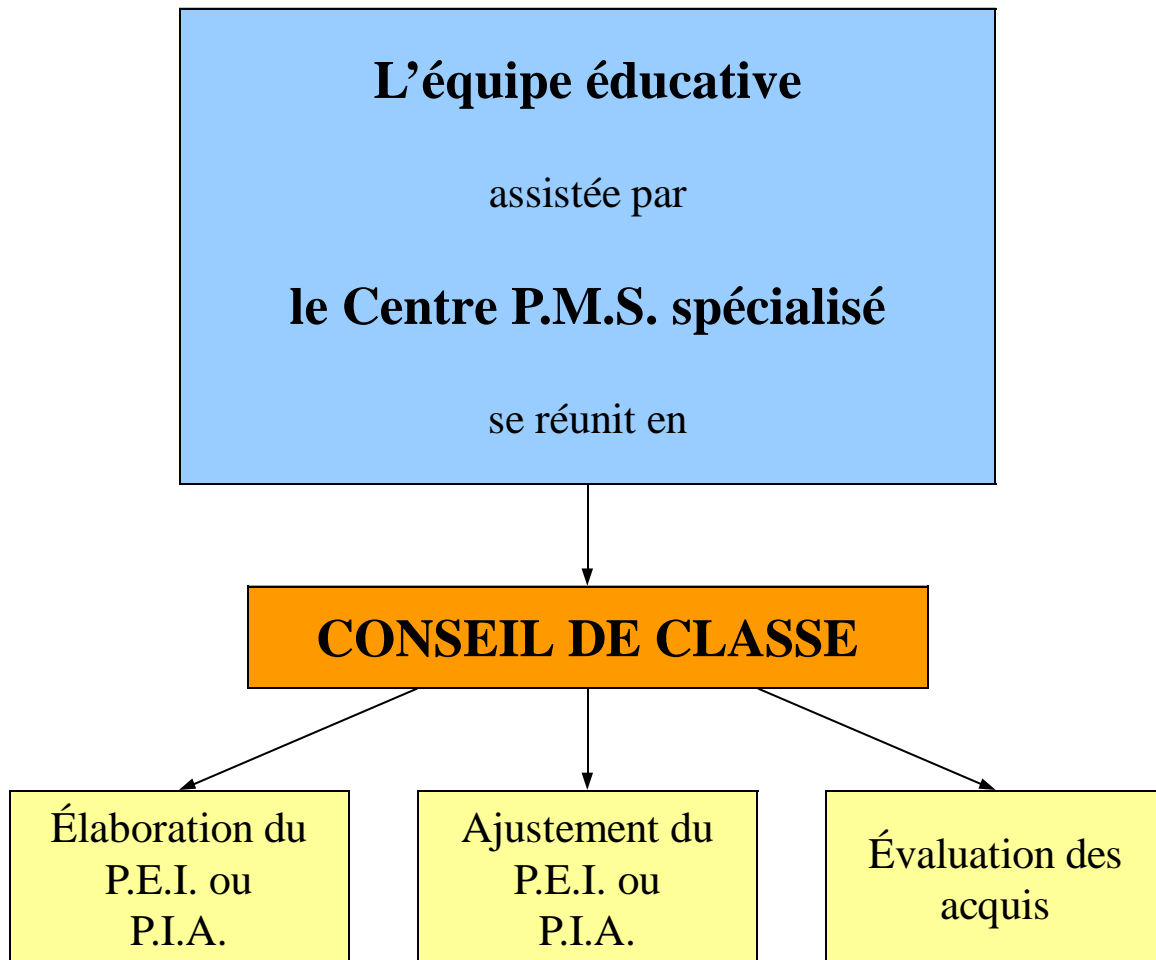 L’équipe éducative
assistée par
le Centre P.M.S. spécialisé
se réunit en
CONSEIL DE CLASSE
Élaboration du
P.E.I. ou
P.I.A.
Ajustement du
P.E.I. ou
P.I.A.
Évaluation des
acquis